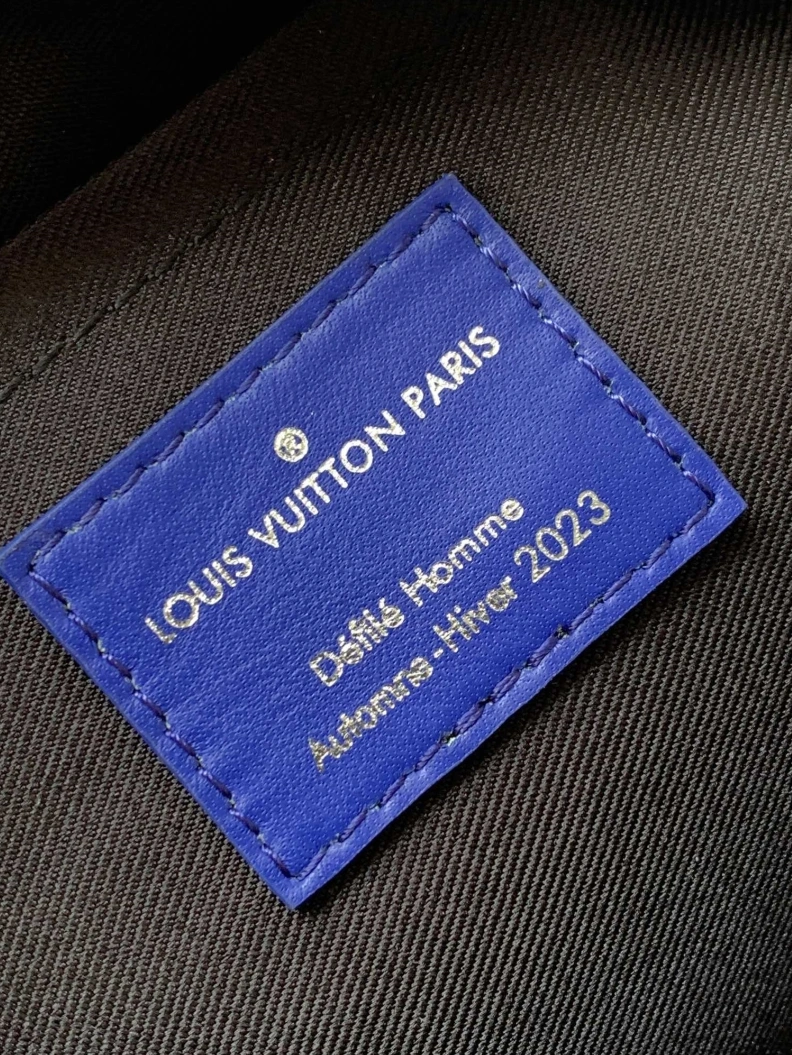 ®
LOUIS VUITTON PARIS
Défilé Homme
Automne-Hiver 2023